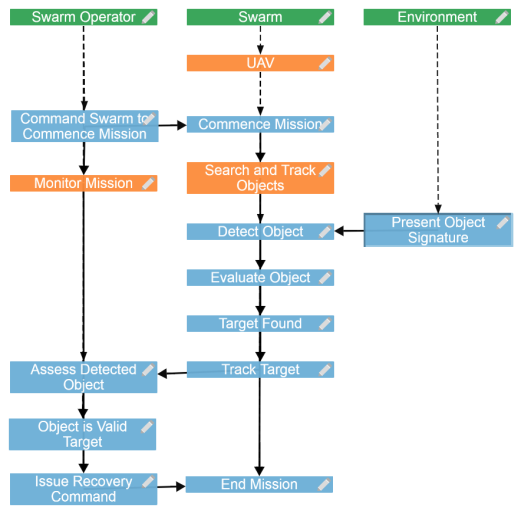 Swarm Operator
Swarm
Environment
UAV
Command Swarm to
Commence Mission
Commence Mission
Search and Track
Objects
Monitor Mission
Present Object
Signature
Detect Object
Evaluate Object
Target Found
Assess Detected
Object
Track Target
Object is Valid
Target
Issue Recovery
Command
End Mission